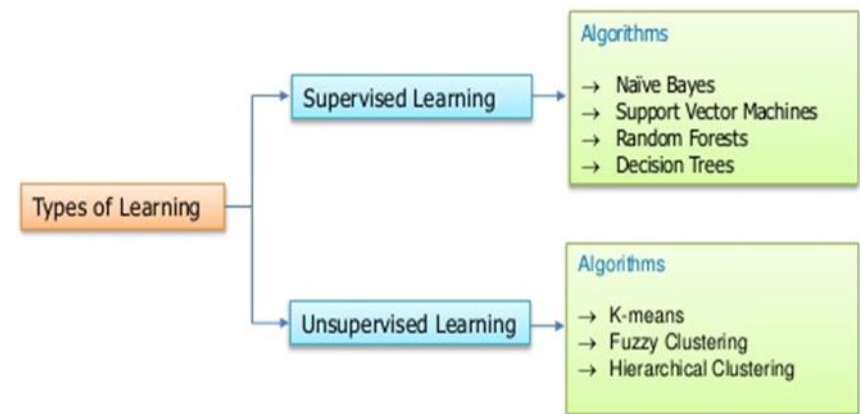 Types of Learning
Supervised Learning
Algorithms
→ Naïve Bayes
→ Support Vector Machines
→ Random Forests
→ Decision Trees
Unsupervised Learning
Algorithms
→ K-means
→ Fuzzy Clustering
→ Hierarchical Clustering